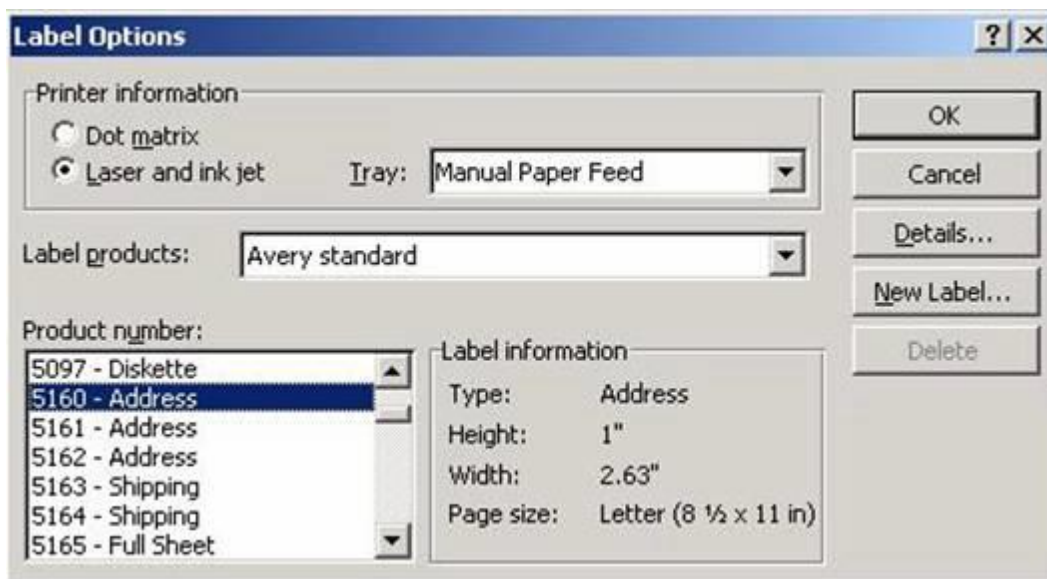 Label Options
Printer information
Dot matrix
Laser and ink jet
Tray:
Manual Paper Feed
Label products:
Avery standard
Product number:
5097 - Diskette
5160 - Address
5161 - Address
5162 - Address
5163 - Shipping
5164 - Shipping
5165 - Full Sheet
Label information
Type: Address
Height: 1"
Width: 2.63"
Page size: Letter (8 ½ x 11 in)
OK
Cancel
Details...
New Label...
Delete